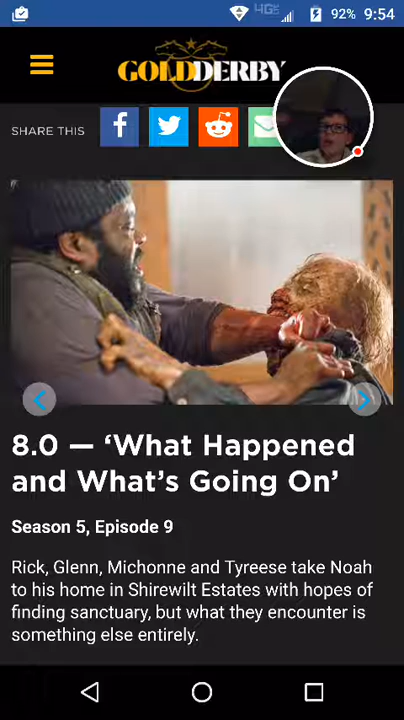 4G LTE 92% 9:54
GOLDDERBY
SHARE THIS
8.0 — ‘What Happened
and What’s Going On’
Season 5, Episode 9
Rick, Glenn, Michonne and Tyreese take Noah
to his home in Shirewilt Estates with hopes of
finding sanctuary, but what they encounter is
something else entirely.